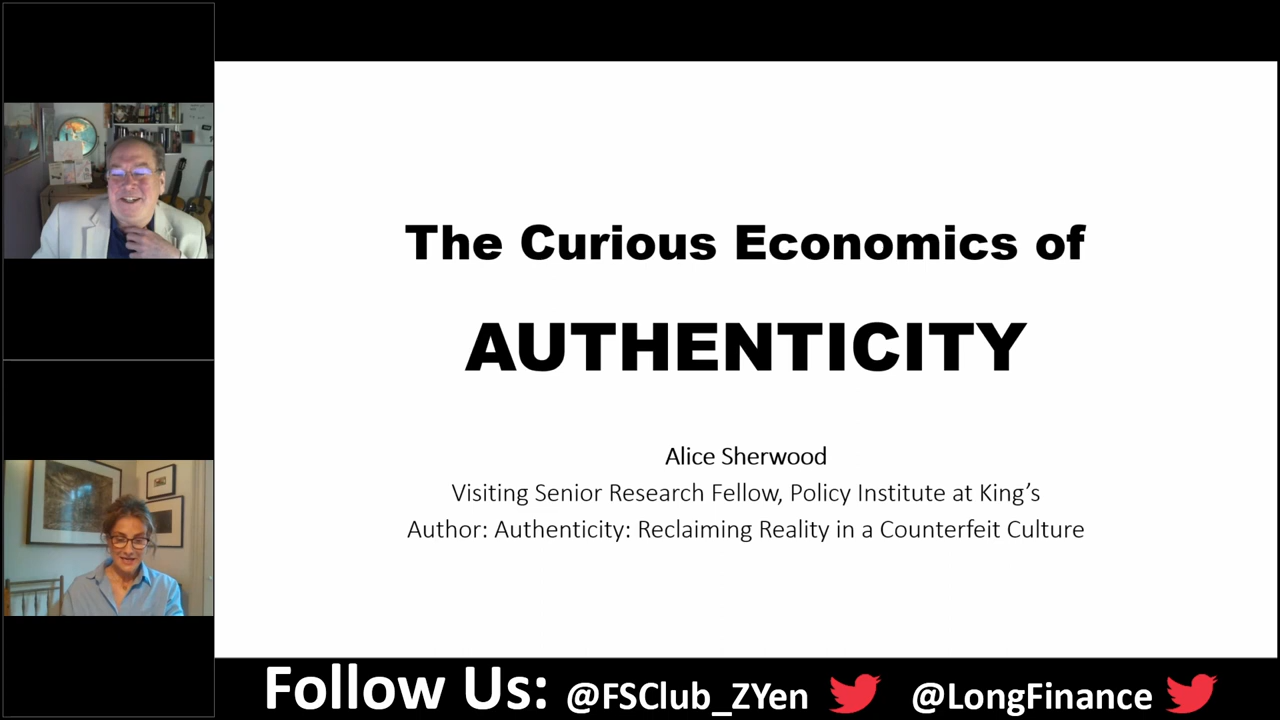 The Curious Economics of
AUTHENTICITY
Alice Sherwood
Visiting Senior Research Fellow, Policy Institute at King’s
Author: Authenticity: Reclaiming Reality in a Counterfeit Culture
Follow Us: @FSClub_ZYen @LongFinance